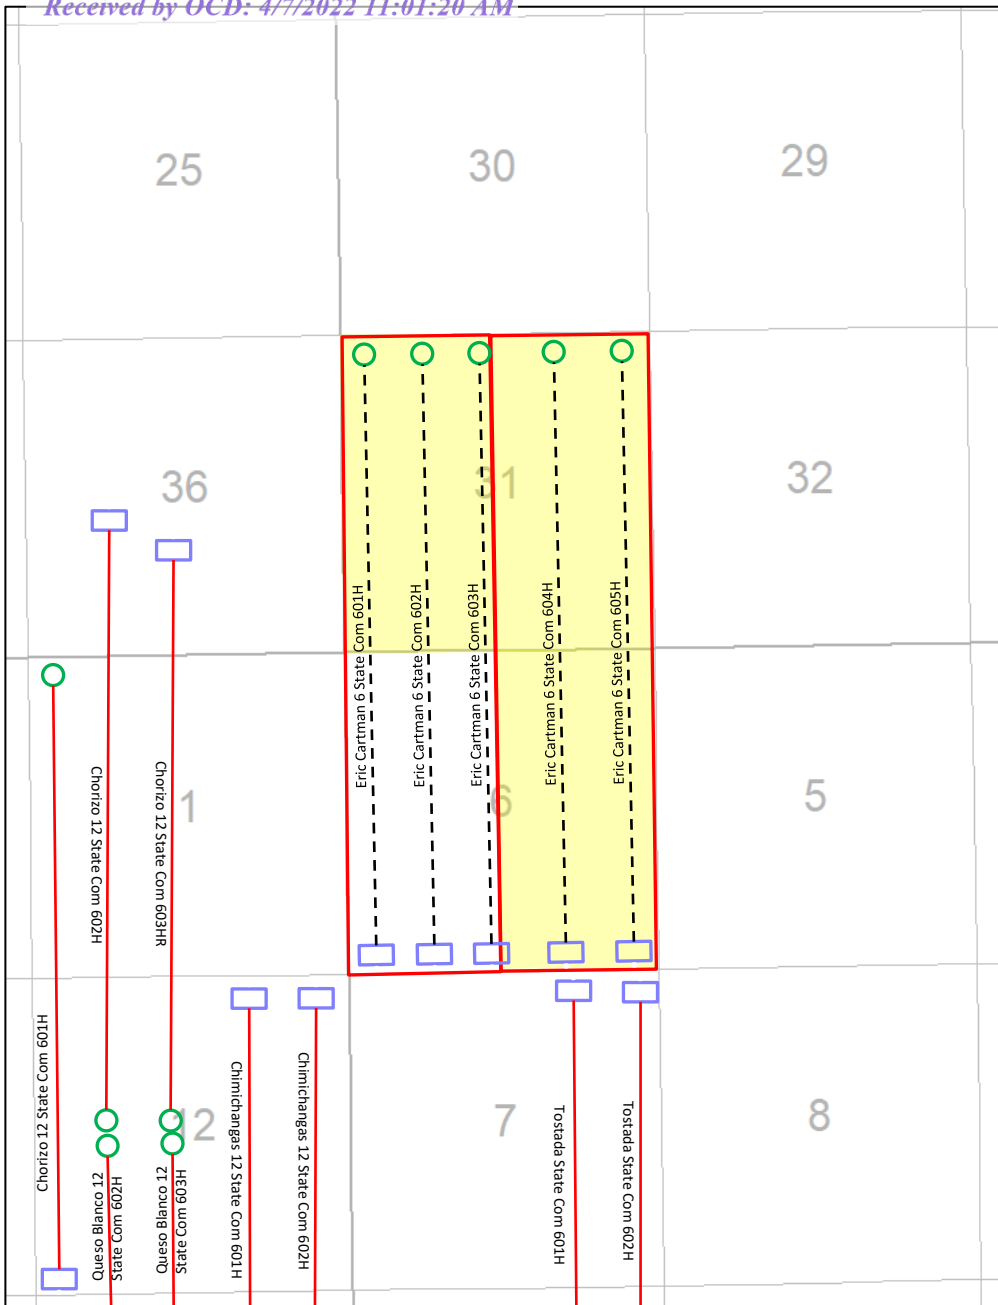 Received by OCD: 4/7/2022 11:01:20 AM
25
30
29
36
31
32
Eric Cartman 6 State Com 601H
Eric Cartman 6 State Com 602H
Eric Cartman 6 State Com 603H
Eric Cartman 6 State Com 604H
Eric Cartman 6 State Com 605H
Chorizo 12 State Com 602H
Chorizo 12 State Com 603HR
1
6
5
Chorizo 12 State Com 601H
12
7
8
Queso Blanco 12
State Com 602H
Queso Blanco 12
State Com 603H
Chimichangas 12 State Com 601H
Chimichangas 12 State Com 602H
Tostada State Com 601H
Tostada State Com 602H